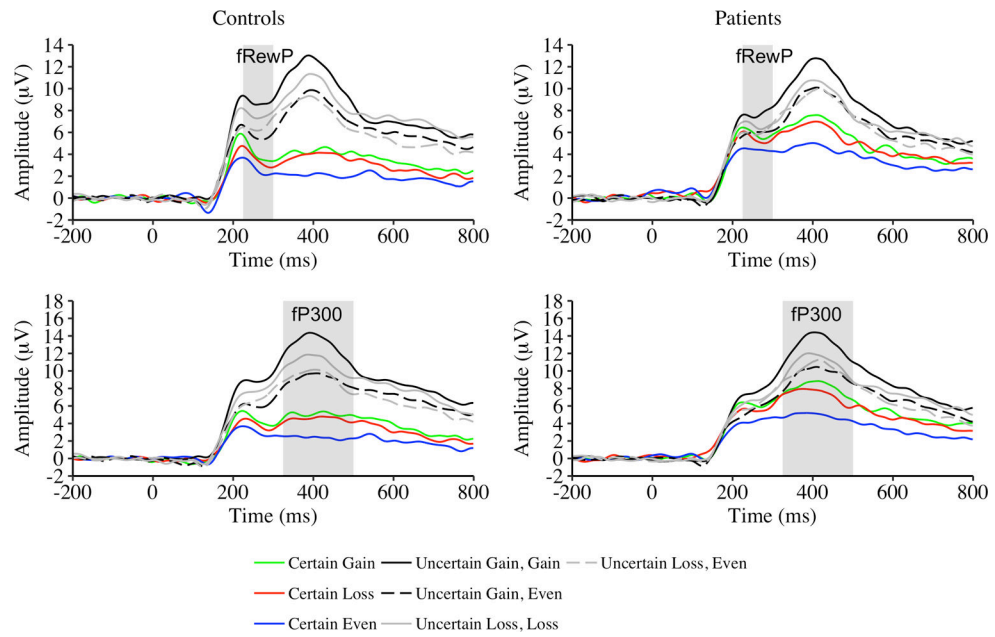 Controls
Patients
14
12
10
8
6
4
2
0
-2
Amplitude (µV)
fRewP
-200 0 200 400 600 800
Time (ms)
14
12
10
8
6
4
2
0
-2
Amplitude (µV)
fRewP
-200 0 200 400 600 800
Time (ms)
18
16
14
12
10
8
6
4
2
0
-2
Amplitude (µV)
fP300
-200 0 200 400 600 800
Time (ms)
18
16
14
12
10
8
6
4
2
0
-2
Amplitude (µV)
fP300
-200 0 200 400 600 800
Time (ms)
Certain Gain Uncertain Gain, Gain Uncertain Loss, Even
Certain Loss Uncertain Gain, Even
Certain Even Uncertain Loss, Loss